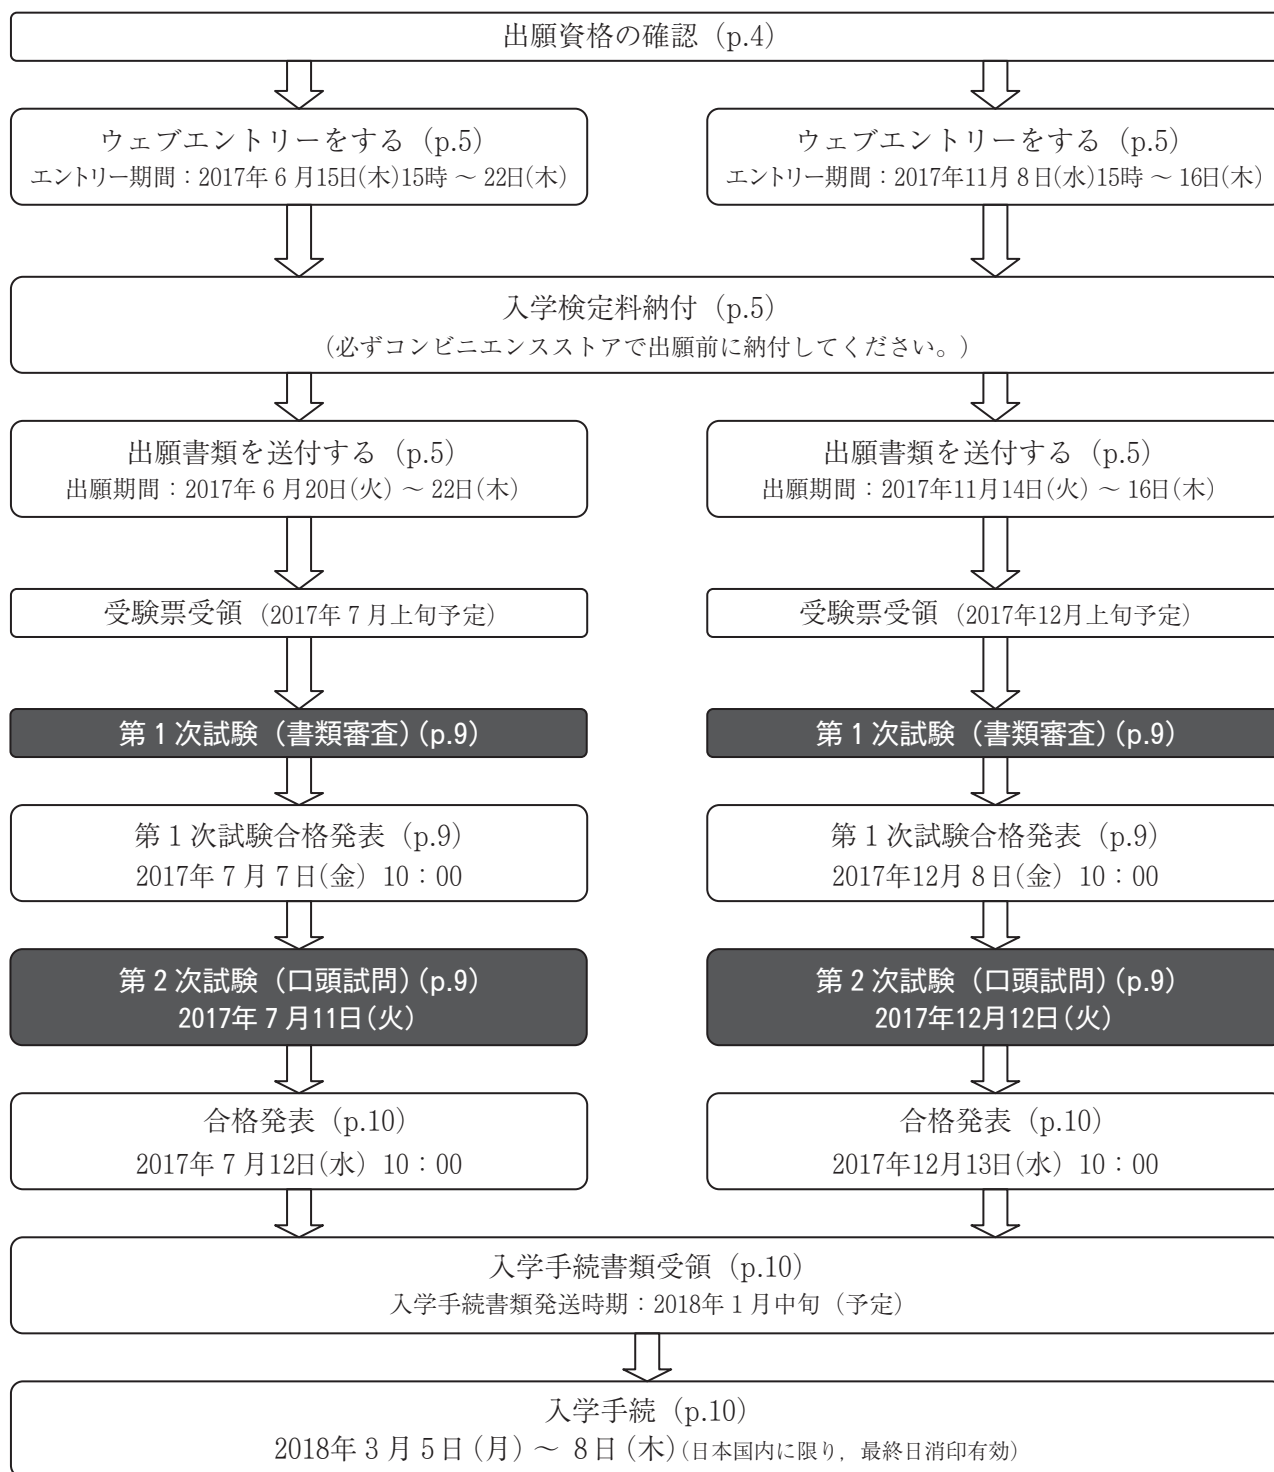 出願資格の確認（p.4）
ウェブエントリーをする（p.5）
エントリー期間：2017年6月15日(木)15時 ～ 22日(木)
ウェブエントリーをする（p.5）
エントリー期間：2017年11月8日(水)15時 ～ 16日(木)
入学検定料納付（p.5）
（必ずコンビニエンスストアで出願前に納付してください。）
出願書類を送付する（p.5）
出願期間：2017年6月20日(火) ～ 22日(木)
出願書類を送付する（p.5）
出願期間：2017年11月14日(火) ～ 16日(木)
受験票受領（2017年7月上旬予定）
受験票受領（2017年12月上旬予定）
第1次試験（書類審査）(p.9)
第1次試験（書類審査）(p.9)
第1次試験合格発表（p.9）
2017年7月7日(金) 10：00
第1次試験合格発表（p.9）
2017年12月8日(金) 10：00
第2次試験（口頭試問）(p.9)
2017年7月11日(火)
第2次試験（口頭試問）(p.9)
2017年12月12日(火)
合格発表（p.10）
2017年7月12日(水) 10：00
合格発表（p.10）
2017年12月13日(水) 10：00
入学手続書類受領（p.10）
入学手続書類発送時期：2018年1月中旬（予定）
入学手続（p.10）
2018年3月5日(月) ～ 8日(木)(日本国内に限り，最終日消印有効)